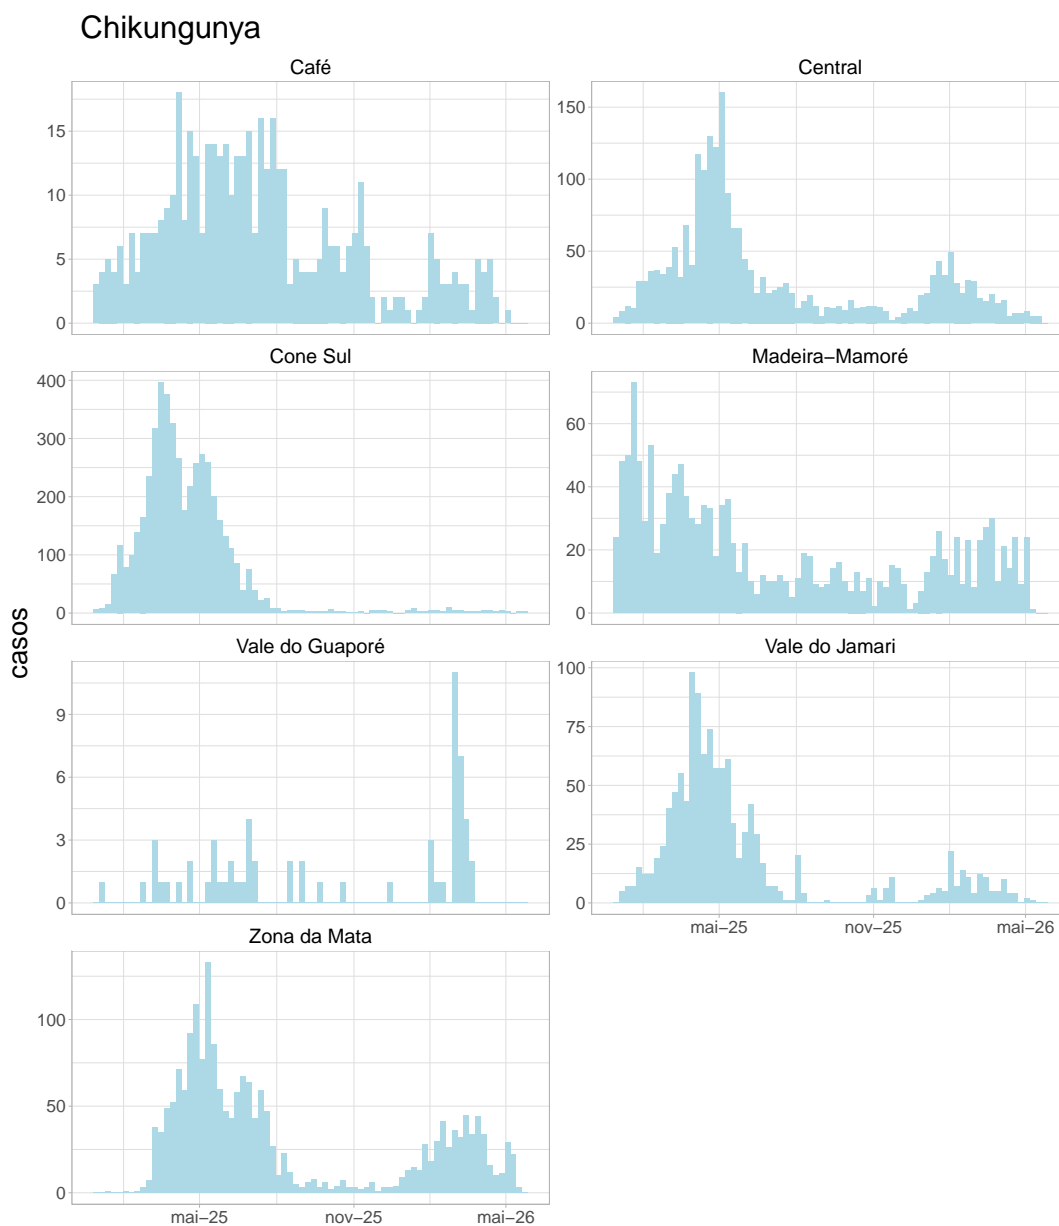 Chikungunya
Café
Central
15
10
5
0
150
100
50
0
Cone Sul
Madeira−Mamoré
400
300
200
100
0
60
40
20
0
casos
Vale do Guaporé
Vale do Jamari
9
6
3
0
100
75
50
25
0
mai−25
nov−25
mai−26
Zona da Mata
100
50
0
mai−25
nov−25
mai−26